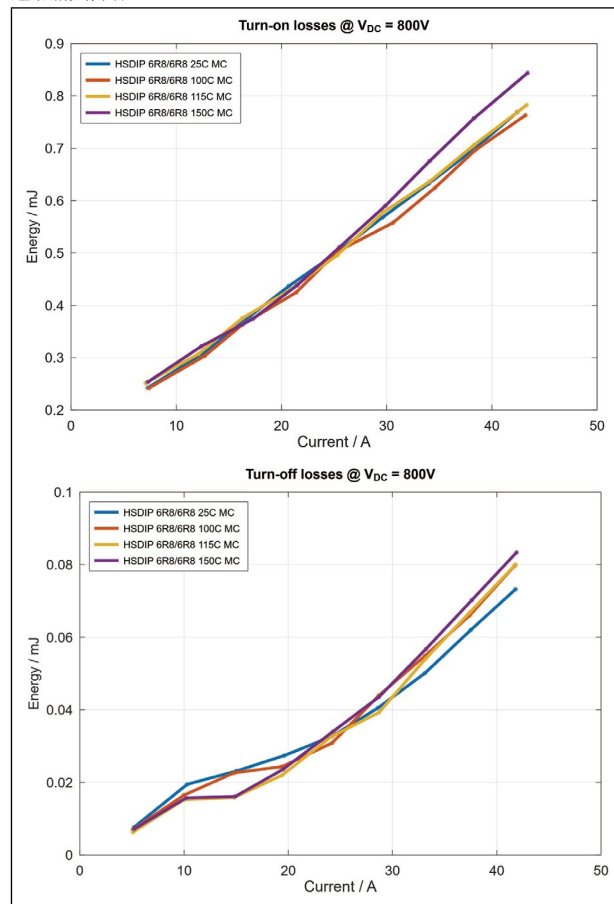 Turn-on losses @ VDC = 800V
0.9
HSDIP 6R8/6R8 25C MC
HSDIP 6R8/6R8 100C MC
HSDIP 6R8/6R8 115C MC
HSDIP 6R8/6R8 150C MC
0.8
0.7
0.6
0.5
0.4
0.3
0.2
Energy / mJ
0 10 20 30 40 50
Current / A
Turn-off losses @ VDC = 800V
0.1
HSDIP 6R8/6R8 25C MC
HSDIP 6R8/6R8 100C MC
HSDIP 6R8/6R8 115C MC
HSDIP 6R8/6R8 150C MC
0.08
0.06
0.04
0.02
0
Energy / mJ
0 10 20 30 40 50
Current / A